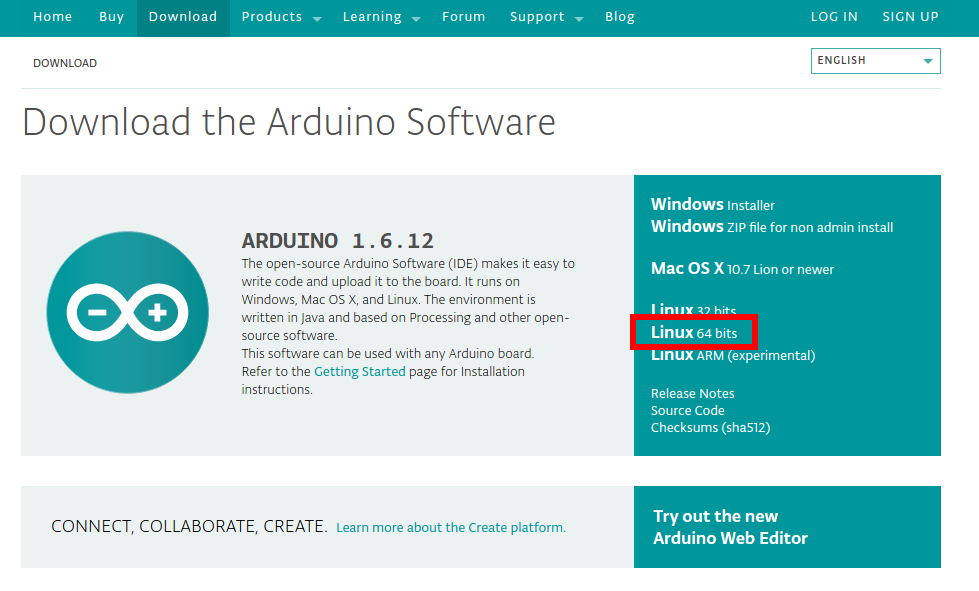 Home Buy Download Products Learning Forum Support Blog LOG IN SIGN UP
DOWNLOAD ENGLISH
Download the Arduino Software
ARDUINO 1.6.12
The open-source Arduino Software (IDE) makes it easy to
write code and upload it to the board. It runs on
Windows, Mac OS X, and Linux. The environment is
written in Java and based on Processing and other open-
source software.
This software can be used with any Arduino board.
Refer to the Getting Started page for Installation
instructions.
Windows Installer
Windows ZIP file for non admin install
Mac OS X 10.7 Lion or newer
Linux 32 bits
Linux 64 bits
Linux ARM (experimental)
Release Notes
Source Code
Checksums (sha512)
CONNECT, COLLABORATE, CREATE. Learn more about the Create platform.
Try out the new
Arduino Web Editor